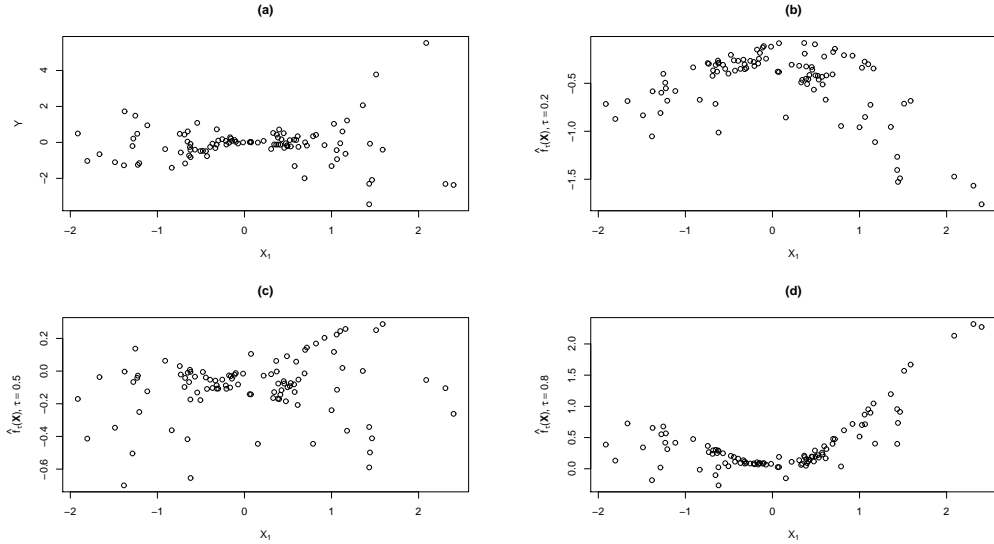 (a)
Y
4
2
0
−2
−2 −1 0 1 2
X₁
(b)
f̂τ(X), τ = 0.2
−0.5
−1.0
−1.5
−2 −1 0 1 2
X₁
(c)
f̂τ(X), τ = 0.5
0.2
0.0
−0.2
−0.4
−0.6
−2 −1 0 1 2
X₁
(d)
f̂τ(X), τ = 0.8
2.0
1.5
1.0
0.5
0.0
−2 −1 0 1 2
X₁